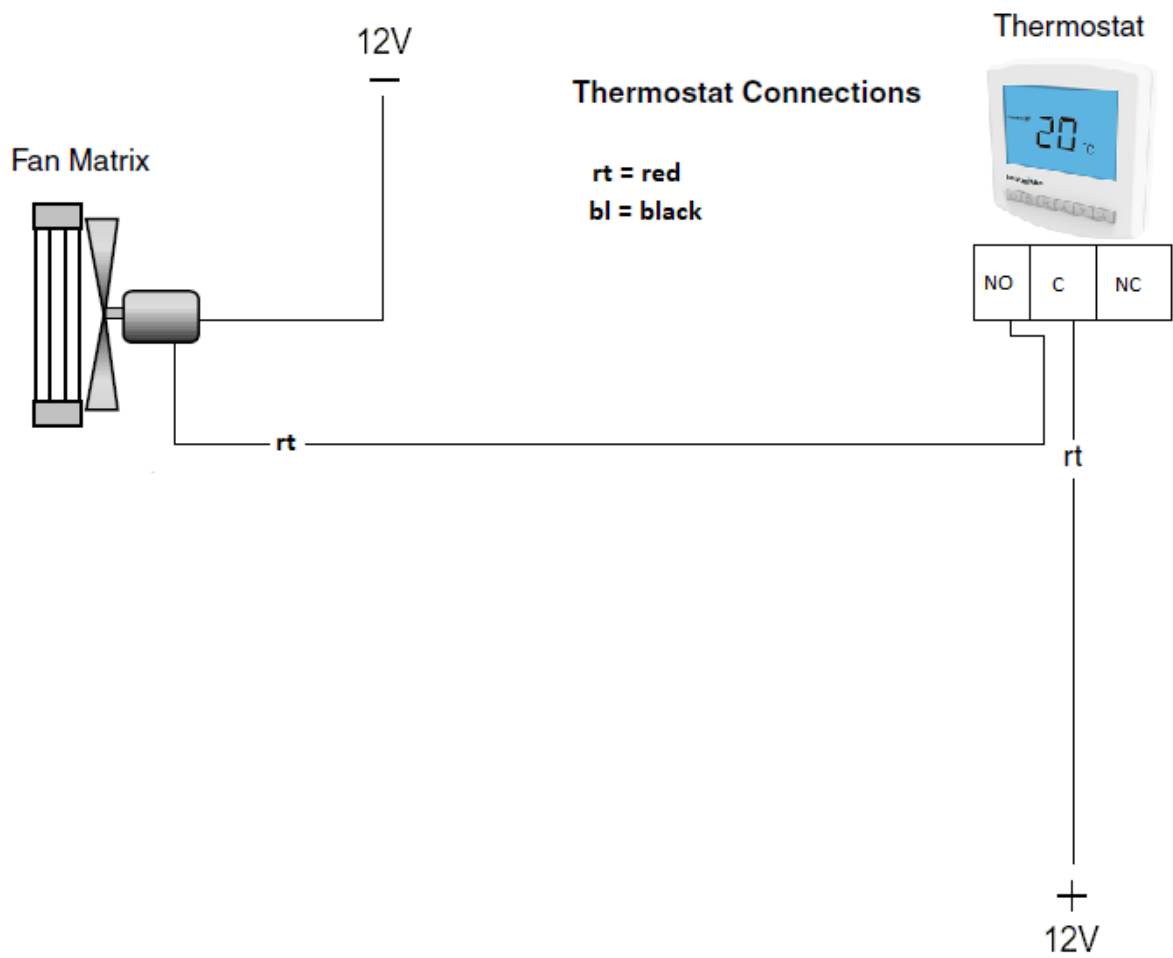 Thermostat
12V
Thermostat Connections
20 °C
Fan Matrix
rt = red
bl = black
NO C NC
rt
rt
12V